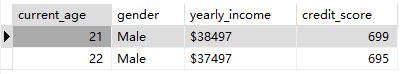 current_age gender yearly_income credit_score
21 Male $38497 699
22 Male $37497 695